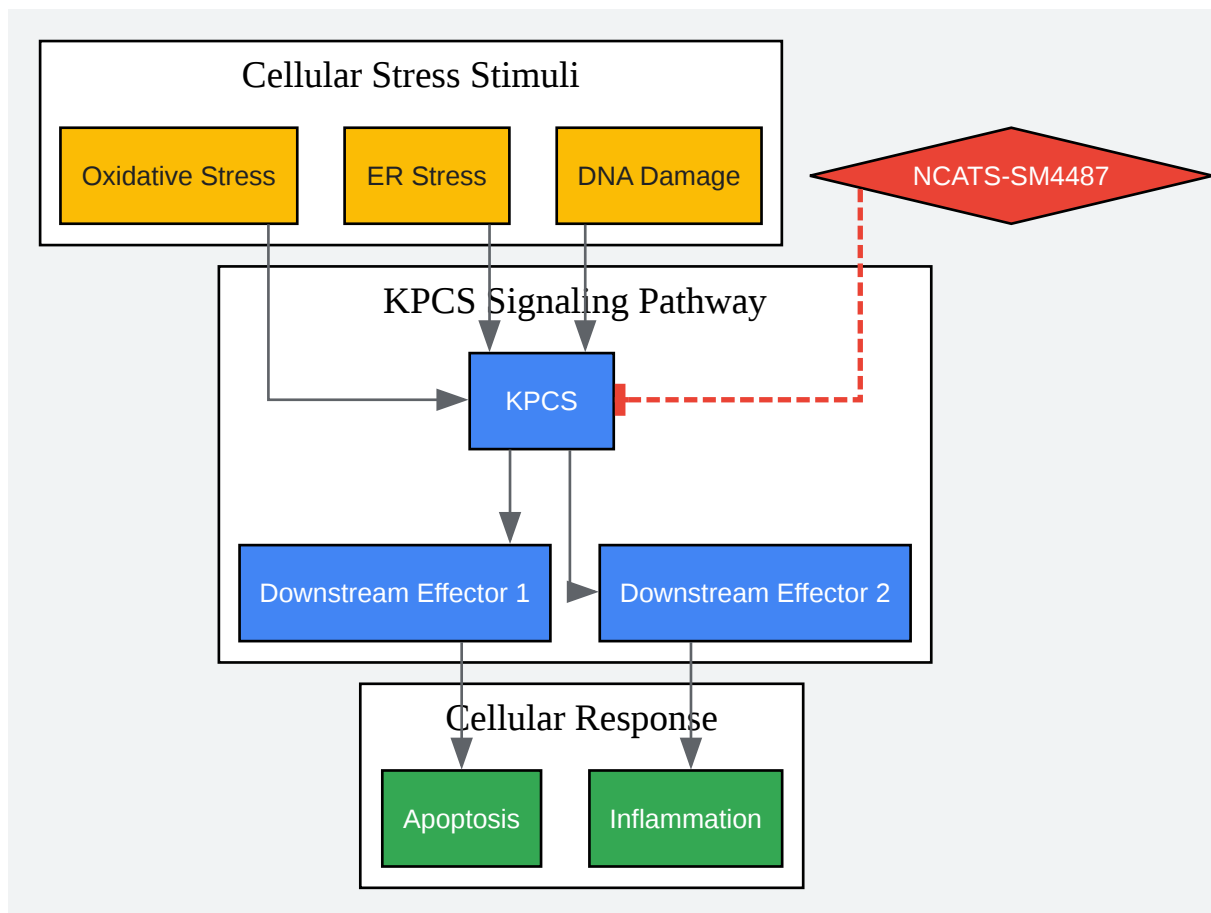 Cellular Stress Stimuli
Oxidative Stress
ER Stress
DNA Damage
NCATS-SM4487
KPCS Signaling Pathway
KPCS
Downstream Effector 1
Downstream Effector 2
Cellular Response
Apoptosis
Inflammation